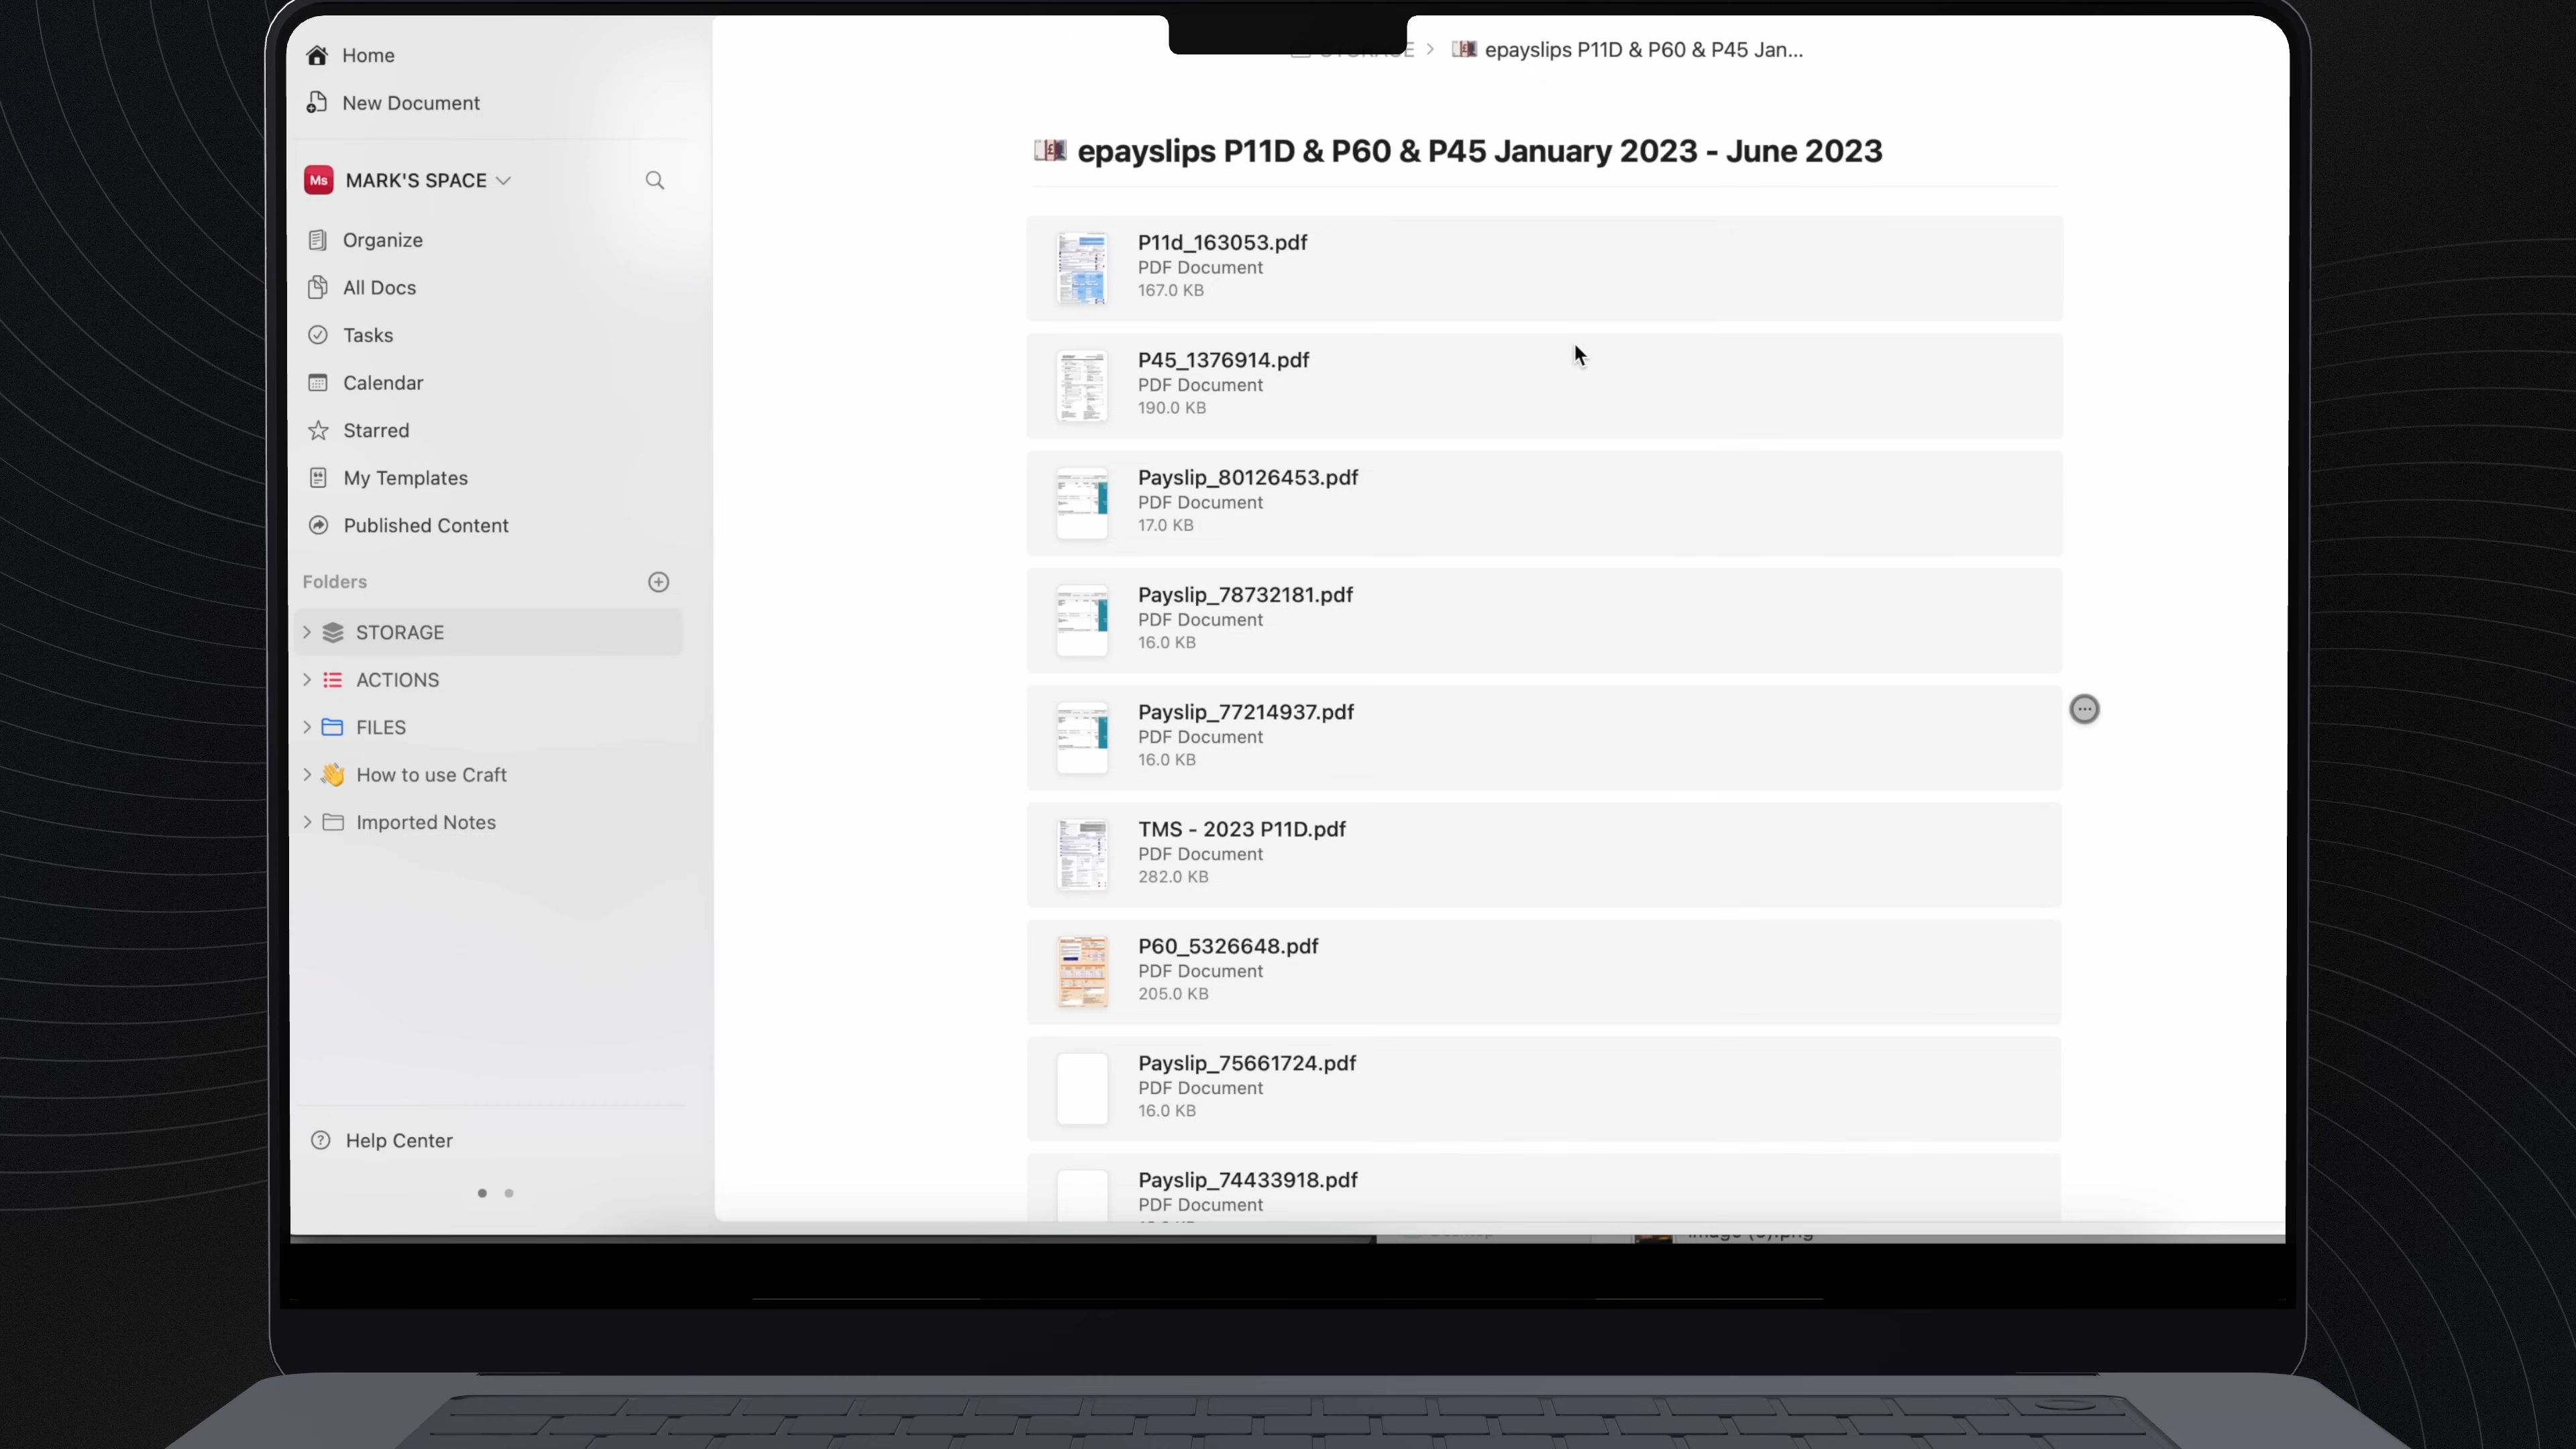 Home
New Document
Ms MARK'S SPACE
Organize
All Docs
Tasks
Calendar
Starred
My Templates
Published Content
Folders
STORAGE
ACTIONS
FILES
How to use Craft
Imported Notes
Help Center
STORAGE > epayslips P11D & P60 & P45 Jan...
epayslips P11D & P60 & P45 January 2023 - June 2023
P11d_163053.pdf
PDF Document
167.0 KB
P45_1376914.pdf
PDF Document
190.0 KB
Payslip_80126453.pdf
PDF Document
17.0 KB
Payslip_78732181.pdf
PDF Document
16.0 KB
Payslip_77214937.pdf
PDF Document
16.0 KB
TMS - 2023 P11D.pdf
PDF Document
282.0 KB
P60_5326648.pdf
PDF Document
205.0 KB
Payslip_75661724.pdf
PDF Document
16.0 KB
Payslip_74433918.pdf
PDF Document